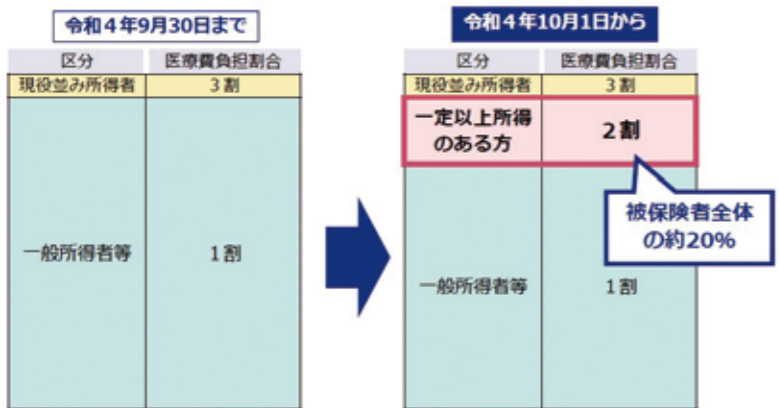 令和４年9月30日まで
区分 医療費負担割合
現役並み所得者 ３割
一般所得者等 １割
令和４年10月1日から
区分 医療費負担割合
現役並み所得者 ３割
一定以上所得
のある方
２割
被保険者全体
の約20%
一般所得者等 １割